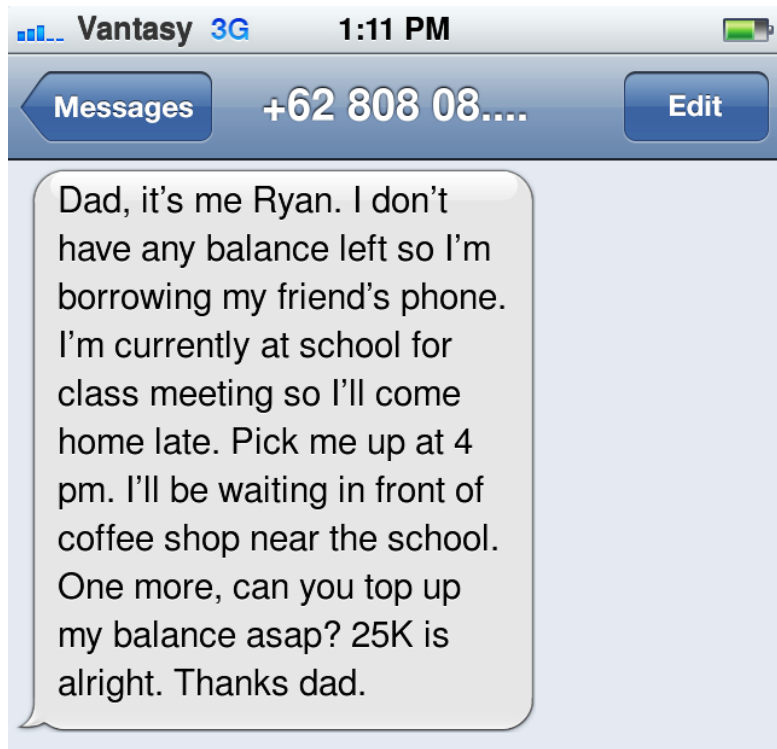 Vantasy 3G 1:11 PM
Messages +62 808 08.... Edit
Dad, it’s me Ryan. I don’t
have any balance left so I’m
borrowing my friend’s phone.
I’m currently at school for
class meeting so I’ll come
home late. Pick me up at 4
pm. I’ll be waiting in front of
coffee shop near the school.
One more, can you top up
my balance asap? 25K is
alright. Thanks dad.